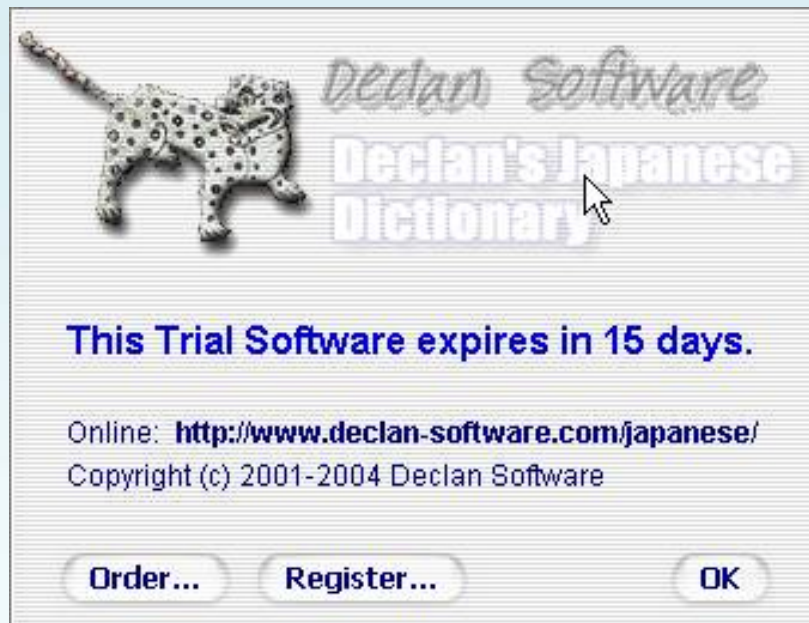 Declan Software
Declan's Japanese
Dictionary
This Trial Software expires in 15 days.
Online: http://www.declan-software.com/japanese/
Copyright (c) 2001-2004 Declan Software
Order... Register... OK